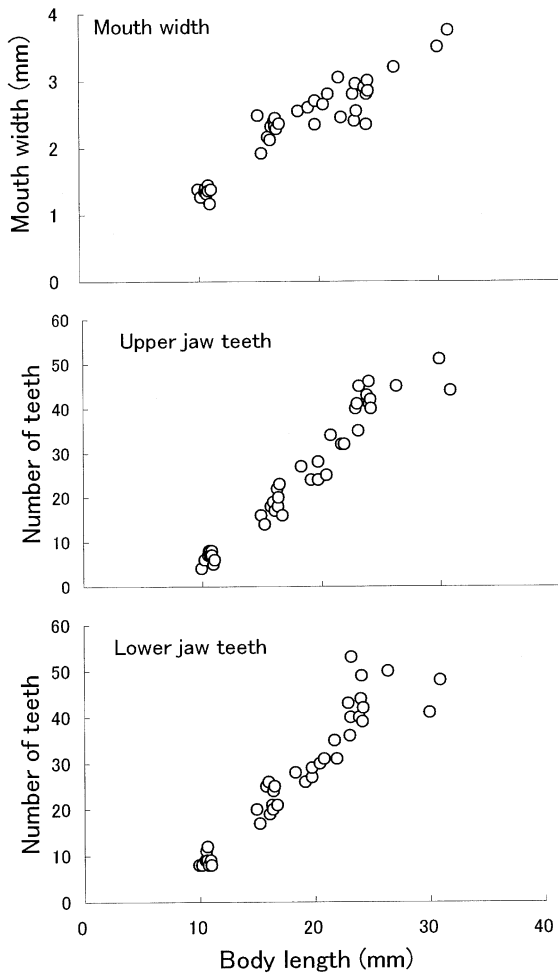 Mouth width
Mouth width (mm)
4
3
2
1
0
Upper jaw teeth
Number of teeth
60
50
40
30
20
10
0
Lower jaw teeth
Number of teeth
60
50
40
30
20
10
0
0 10 20 30 40
Body length (mm)